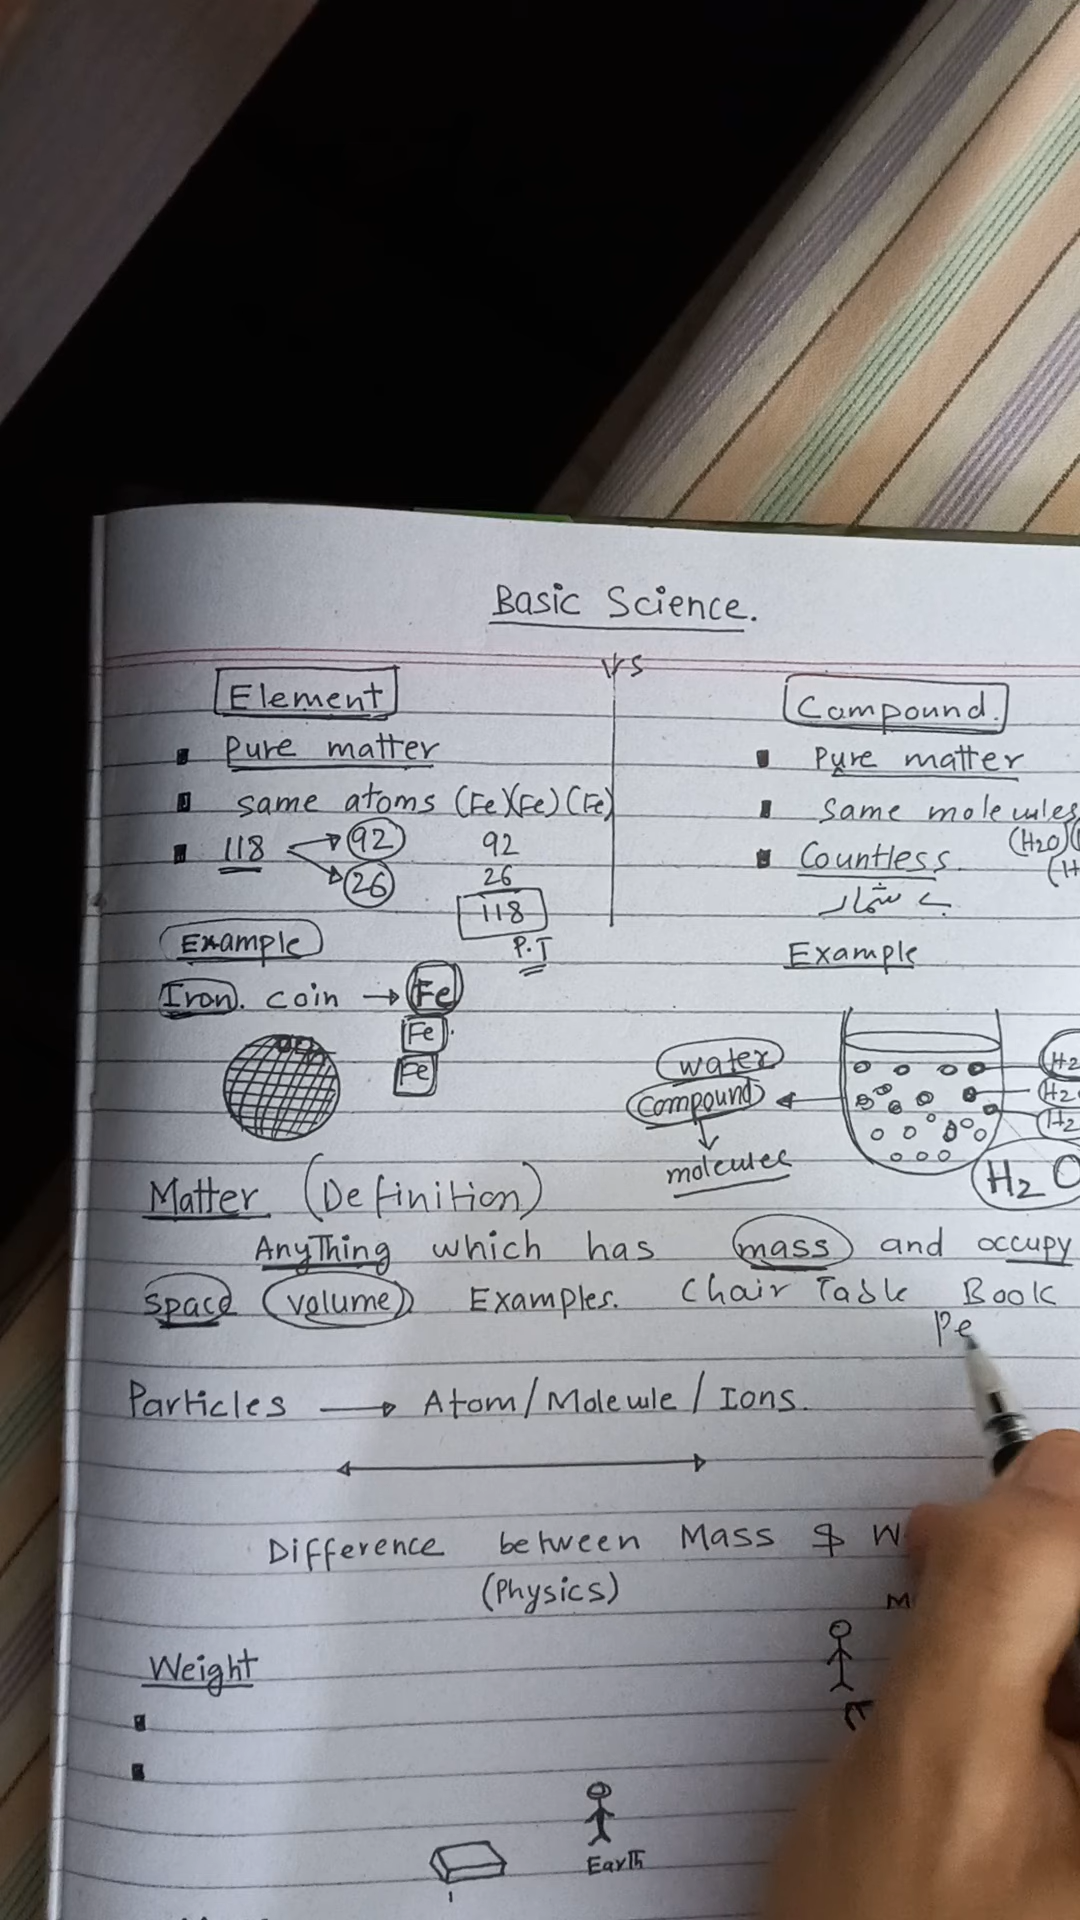 Basic Science.
vs
Element
Pure matter
same atoms (Fe)(Fe)(Fe)
118 92 92
26 26
118
P.T
Example
Iron. coin → Fe
Fe
Fe
Compound.
Pure matter
Same molecules
(H2O)
Countless.
بے شمار
Example
water
Compound
molecules
H2
H2
H2
H2O
Matter (Definition)
AnyThing which has mass and occupy
space (volume) Examples. Chair Table Book
Pe
Particles → Atom/Molecule/Ions.
Difference between Mass &
(Physics)
Weight
Earth